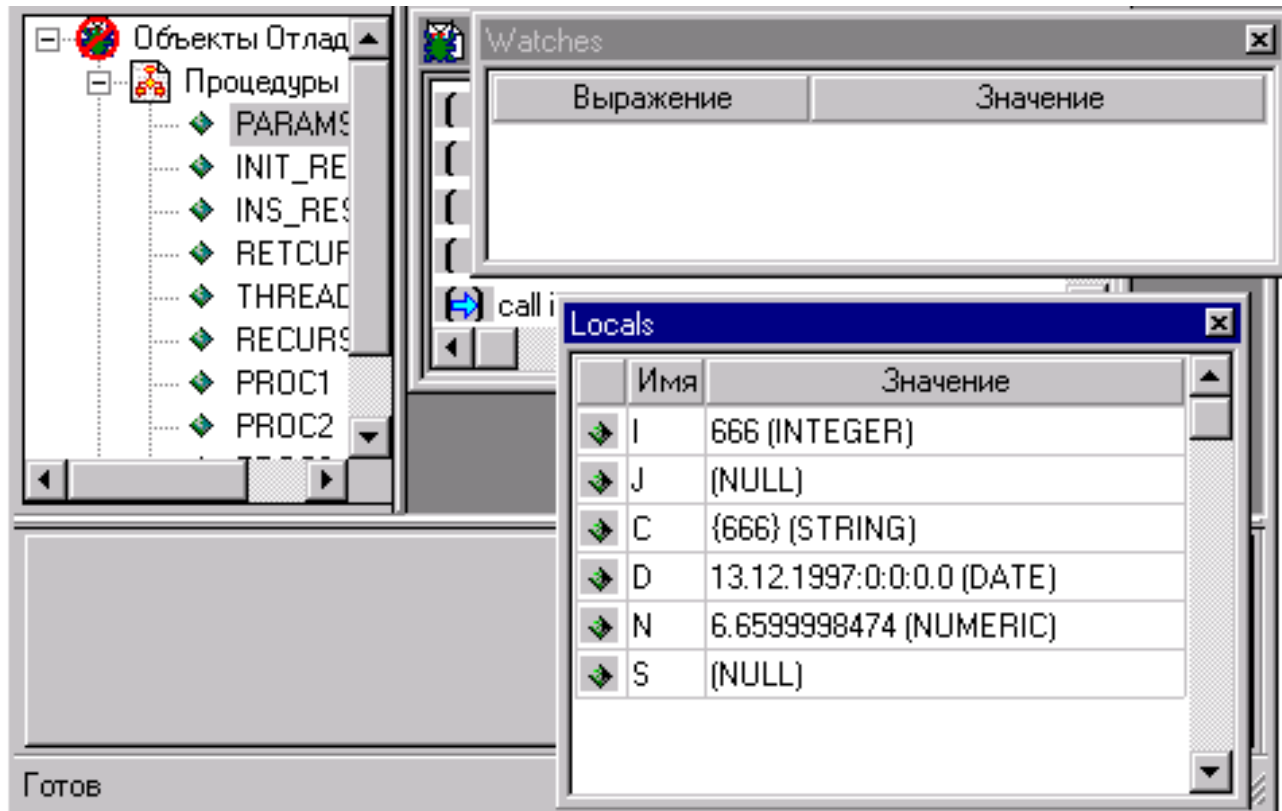 Объекты Отлад
Процедуры
PARAMS
INIT_RE
INS_RES
RETCUR
THREAD
RECURS
PROC1
PROC2
Watches
Выражение Значение
call i
Locals
Имя Значение
I 666 (INTEGER)
J (NULL)
C {666} (STRING)
D 13.12.1997:0:0:0.0 (DATE)
N 6.6599998474 (NUMERIC)
S (NULL)
Готов